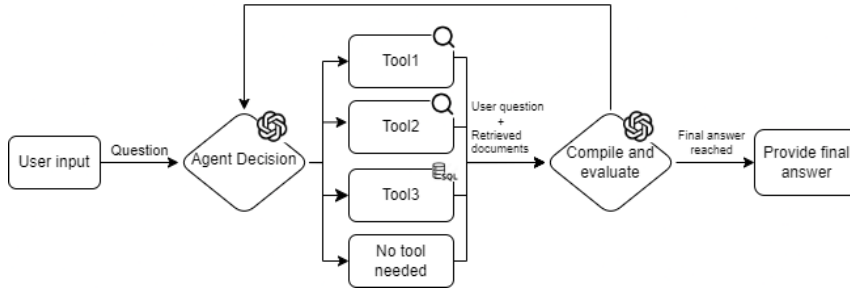 User input
Question
Agent Decision
Tool1
Tool2
Tool3
SQL
No tool
needed
User question
+
Retrieved
documents
Compile and
evaluate
Final answer
reached
Provide final
answer